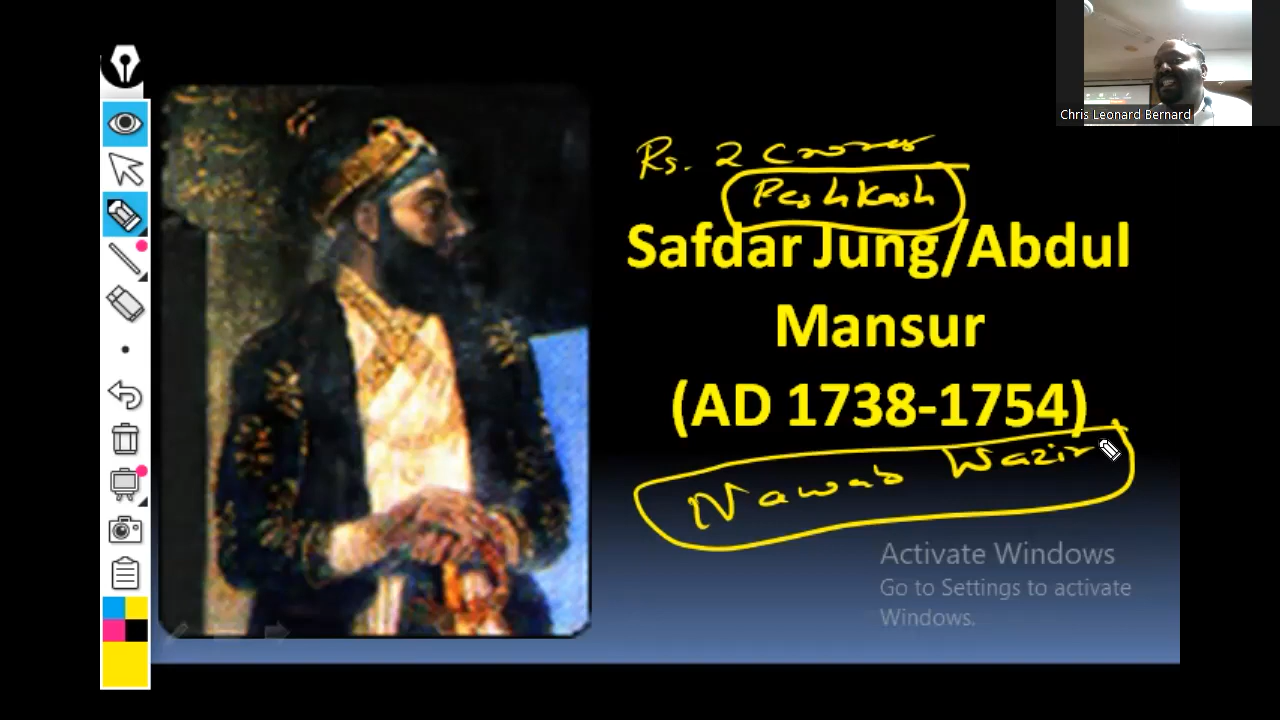 Chris Leonard Bernard
Rs. 2 Crores
Peshkash
Safdar Jung/Abdul
Mansur
(AD 1738-1754)
Nawab Wazir
Activate Windows
Go to Settings to activate
Windows.